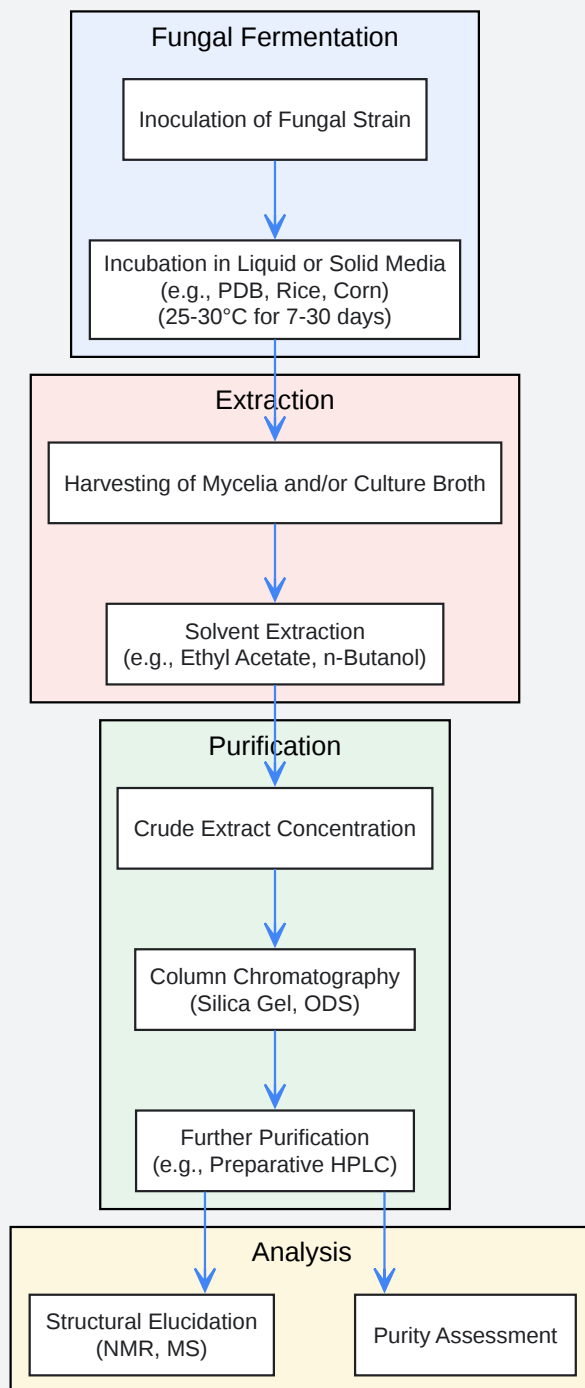 Fungal Fermentation
Inoculation of Fungal Strain
Incubation in Liquid or Solid Media
(e.g., PDB, Rice, Corn)
(25-30°C for 7-30 days)
Extraction
Harvesting of Mycelia and/or Culture Broth
Solvent Extraction
(e.g., Ethyl Acetate, n-Butanol)
Purification
Crude Extract Concentration
Column Chromatography
(Silica Gel, ODS)
Further Purification
(e.g., Preparative HPLC)
Analysis
Structural Elucidation
(NMR, MS)
Purity Assessment